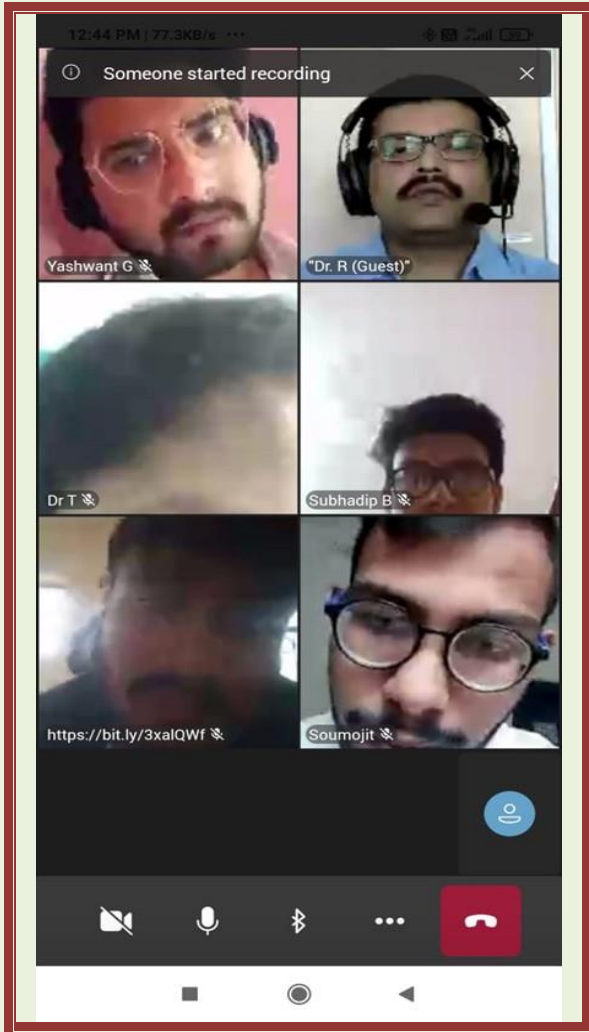 12:44 PM | 77.3KB/s ···
Someone started recording
Yashwant G
"Dr. R (Guest)"
Dr T
Subhadip B
https://bit.ly/3xalQWf
Soumojit